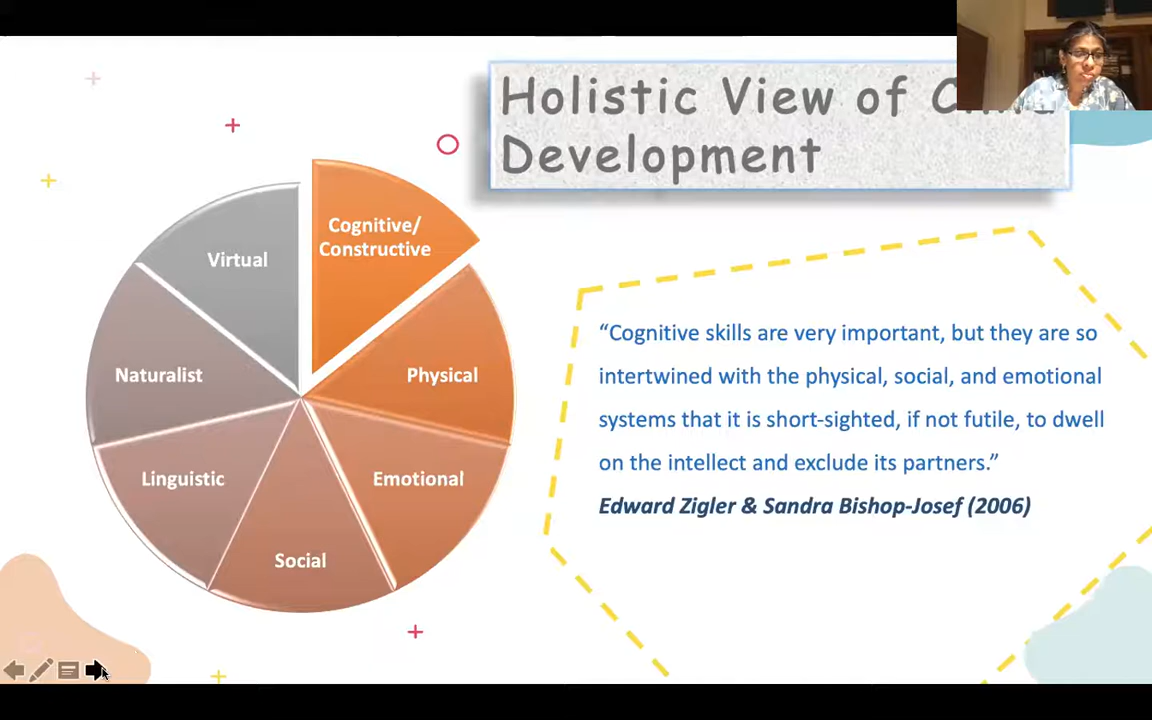 Holistic View of
Development
Cognitive/
Constructive
Virtual
Naturalist
Physical
Linguistic
Emotional
Social
“Cognitive skills are very important, but they are so
intertwined with the physical, social, and emotional
systems that it is short-sighted, if not futile, to dwell
on the intellect and exclude its partners.”
Edward Zigler & Sandra Bishop-Josef (2006)